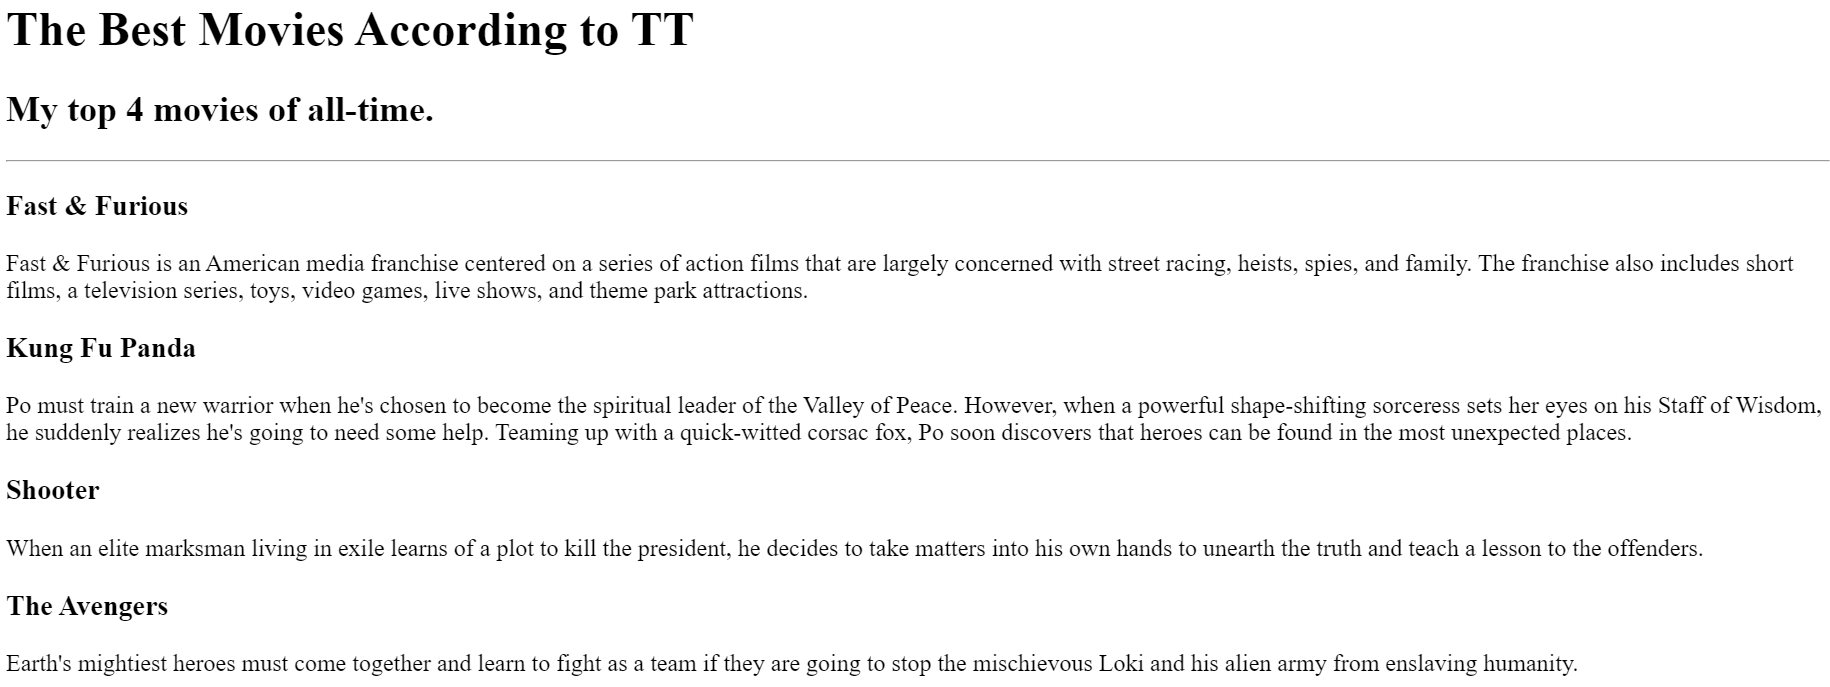 The Best Movies According to TT
My top 4 movies of all-time.
Fast & Furious
Fast & Furious is an American media franchise centered on a series of action films that are largely concerned with street racing, heists, spies, and family. The franchise also includes short
films, a television series, toys, video games, live shows, and theme park attractions.
Kung Fu Panda
Po must train a new warrior when he's chosen to become the spiritual leader of the Valley of Peace. However, when a powerful shape-shifting sorceress sets her eyes on his Staff of Wisdom,
he suddenly realizes he's going to need some help. Teaming up with a quick-witted corsac fox, Po soon discovers that heroes can be found in the most unexpected places.
Shooter
When an elite marksman living in exile learns of a plot to kill the president, he decides to take matters into his own hands to unearth the truth and teach a lesson to the offenders.
The Avengers
Earth's mightiest heroes must come together and learn to fight as a team if they are going to stop the mischievous Loki and his alien army from enslaving humanity.